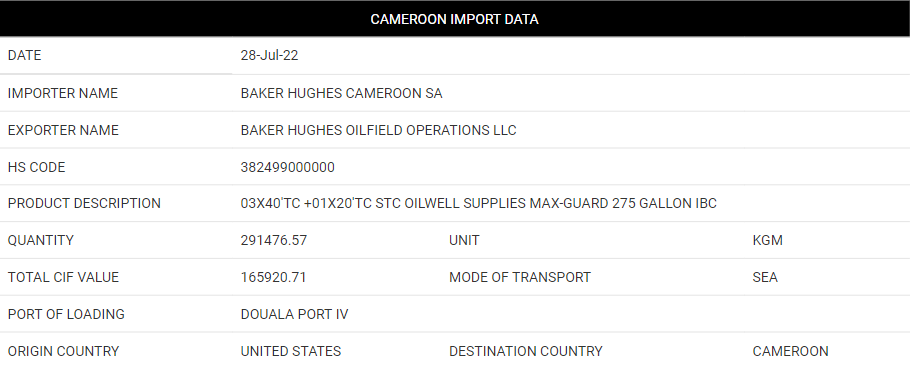 CAMEROON IMPORT DATA
DATE 28-Jul-22
IMPORTER NAME BAKER HUGHES CAMEROON SA
EXPORTER NAME BAKER HUGHES OILFIELD OPERATIONS LLC
HS CODE 382499000000
PRODUCT DESCRIPTION 03X40'TC +01X20'TC STC OILWELL SUPPLIES MAX-GUARD 275 GALLON IBC
QUANTITY 291476.57 UNIT KGM
TOTAL CIF VALUE 165920.71 MODE OF TRANSPORT SEA
PORT OF LOADING DOUALA PORT IV
ORIGIN COUNTRY UNITED STATES DESTINATION COUNTRY CAMEROON